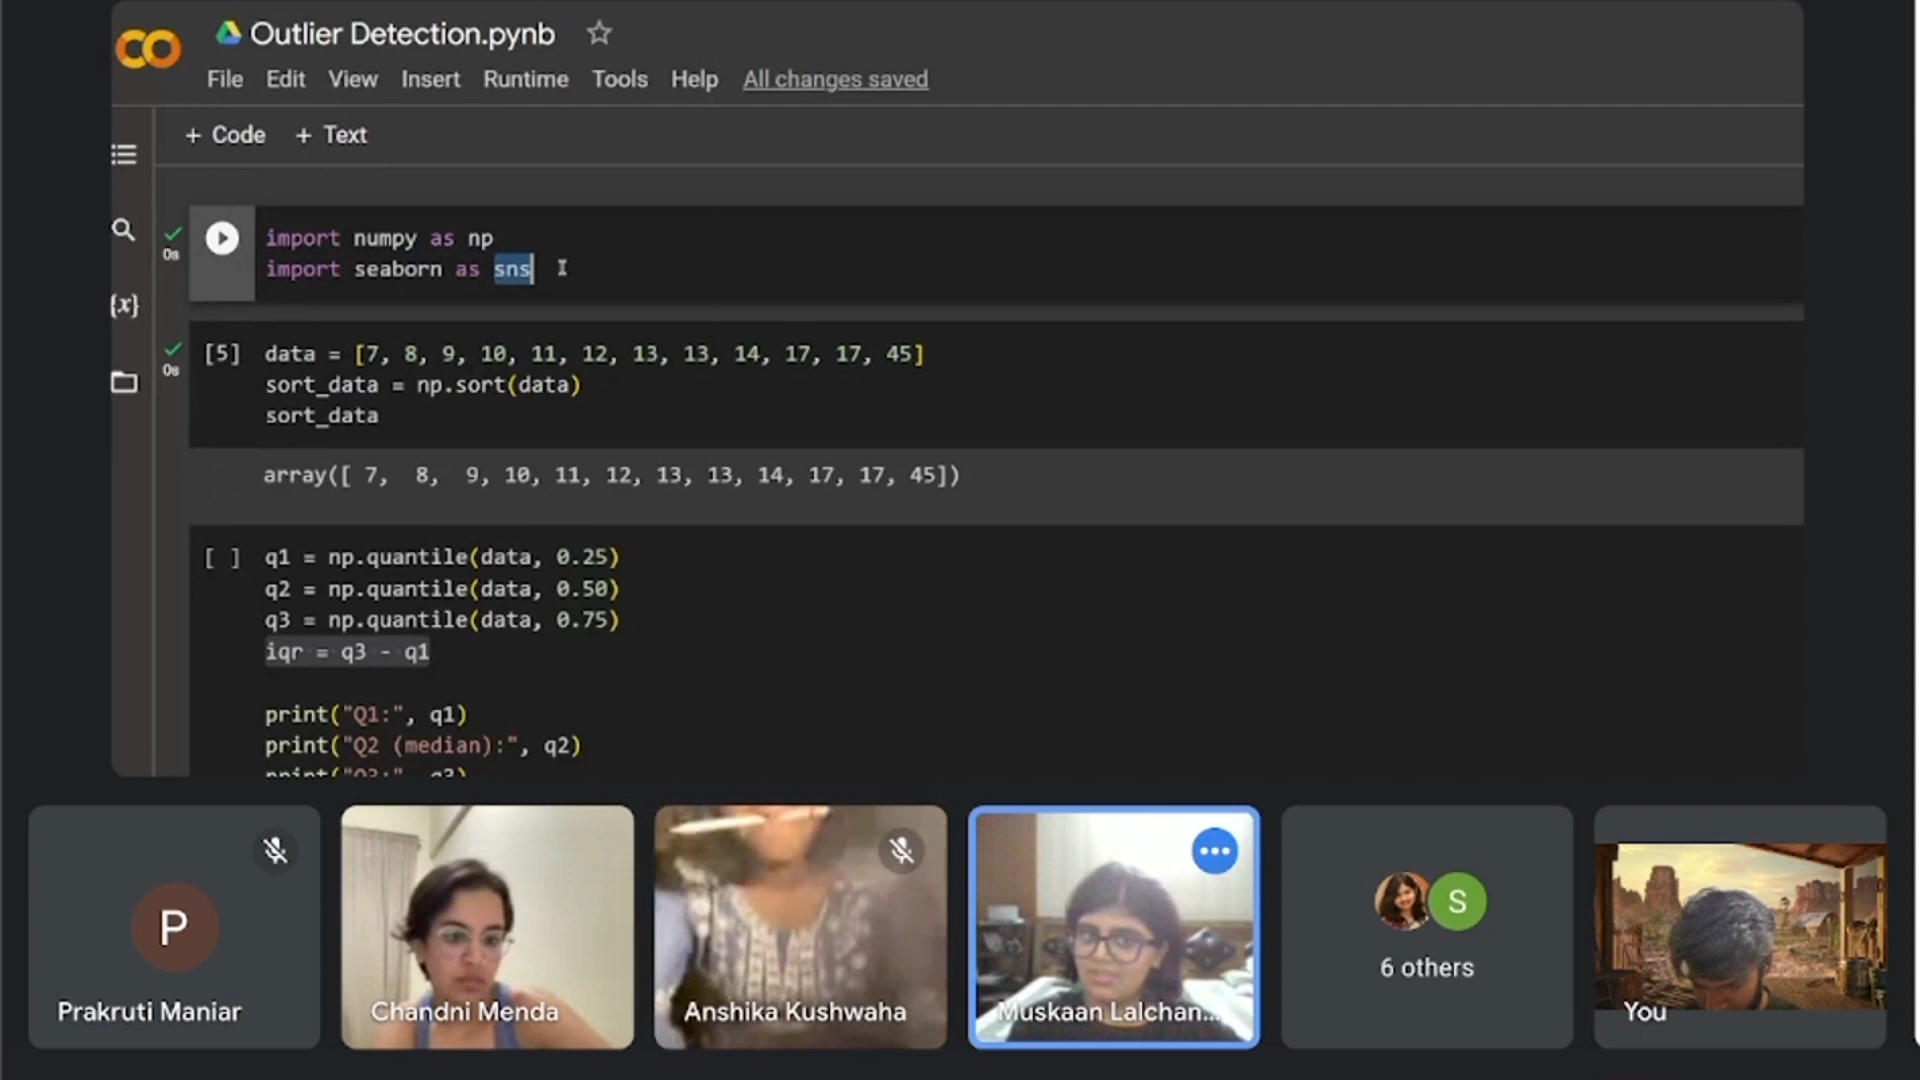 Outlier Detection.pynb
File Edit View Insert Runtime Tools Help All changes saved
+ Code + Text
import numpy as np
import seaborn as sns
0s
[5] data = [7, 8, 9, 10, 11, 12, 13, 13, 14, 17, 17, 45]
0s
sort_data = np.sort(data)
sort_data
array([ 7, 8, 9, 10, 11, 12, 13, 13, 14, 17, 17, 45])
[ ] q1 = np.quantile(data, 0.25)
q2 = np.quantile(data, 0.50)
q3 = np.quantile(data, 0.75)
iqr = q3 - q1
print("Q1:", q1)
print("Q2 (median):", q2)
print("Q3:", q3)
P
S
6 others
Prakruti Maniar
Chandni Menda
Anshika Kushwaha
Muskaan Lalchan...
You